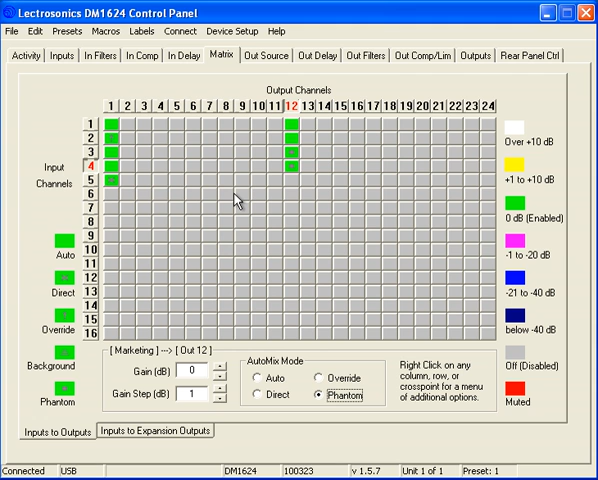 Lectrosonics DM1624 Control Panel
File Edit Presets Macros Labels Connect Device Setup Help
Activity Inputs In Filters In Comp In Delay Matrix Out Source Out Delay Out Filters Out Comp/Lim Outputs Rear Panel Ctrl
Output Channels
1 2 3 4 5 6 7 8 9 10 11 12 13 14 15 16 17 18 19 20 21 22 23 24
Input
Channels
1
2
3
4
5
6
7
8
9
10
11
12
13
14
15
16
Auto
Direct
Override
Background
Phantom
Over +10 dB
+1 to +10 dB
0 dB (Enabled)
-1 to -20 dB
-21 to -40 dB
below -40 dB
Off (Disabled)
Muted
[ Marketing ] ---> [ Out 12 ]
Gain (dB) 0
Gain Step (dB) 1
AutoMix Mode
Auto Override
Direct Phantom
Right Click on any
column, row, or
crosspoint for a menu
of additional options.
Inputs to Outputs Inputs to Expansion Outputs
Connected USB DM1624 100323 v 1.5.7 Unit 1 of 1 Preset: 1